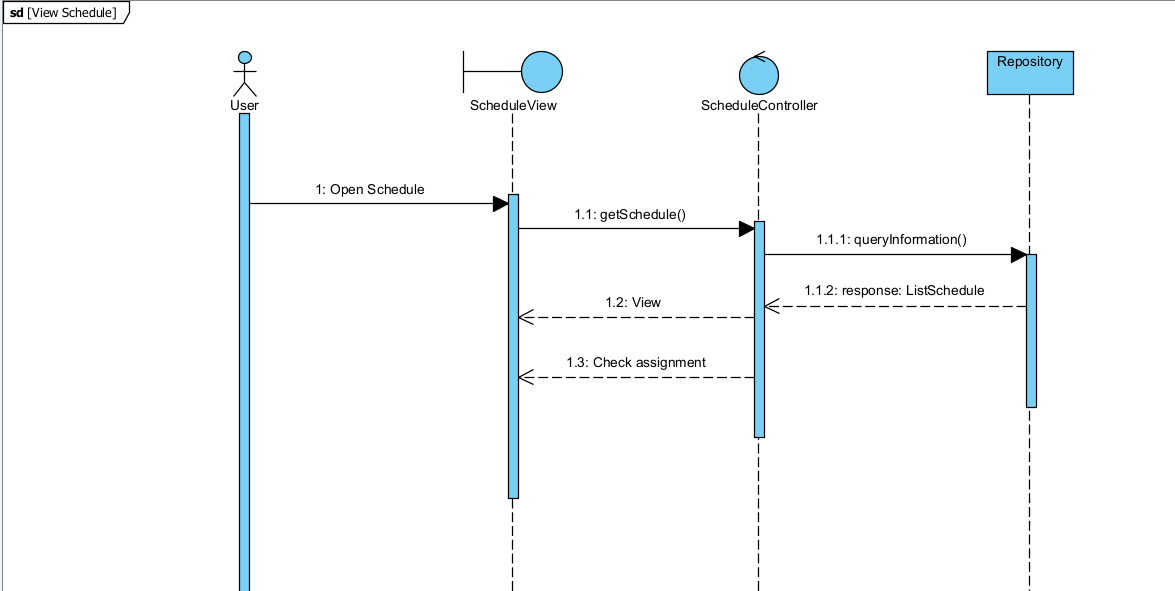 sd [View Schedule]
User
ScheduleView
ScheduleController
Repository
1: Open Schedule
1.1: getSchedule()
1.1.1: queryInformation()
1.1.2: response: ListSchedule
1.2: View
1.3: Check assignment